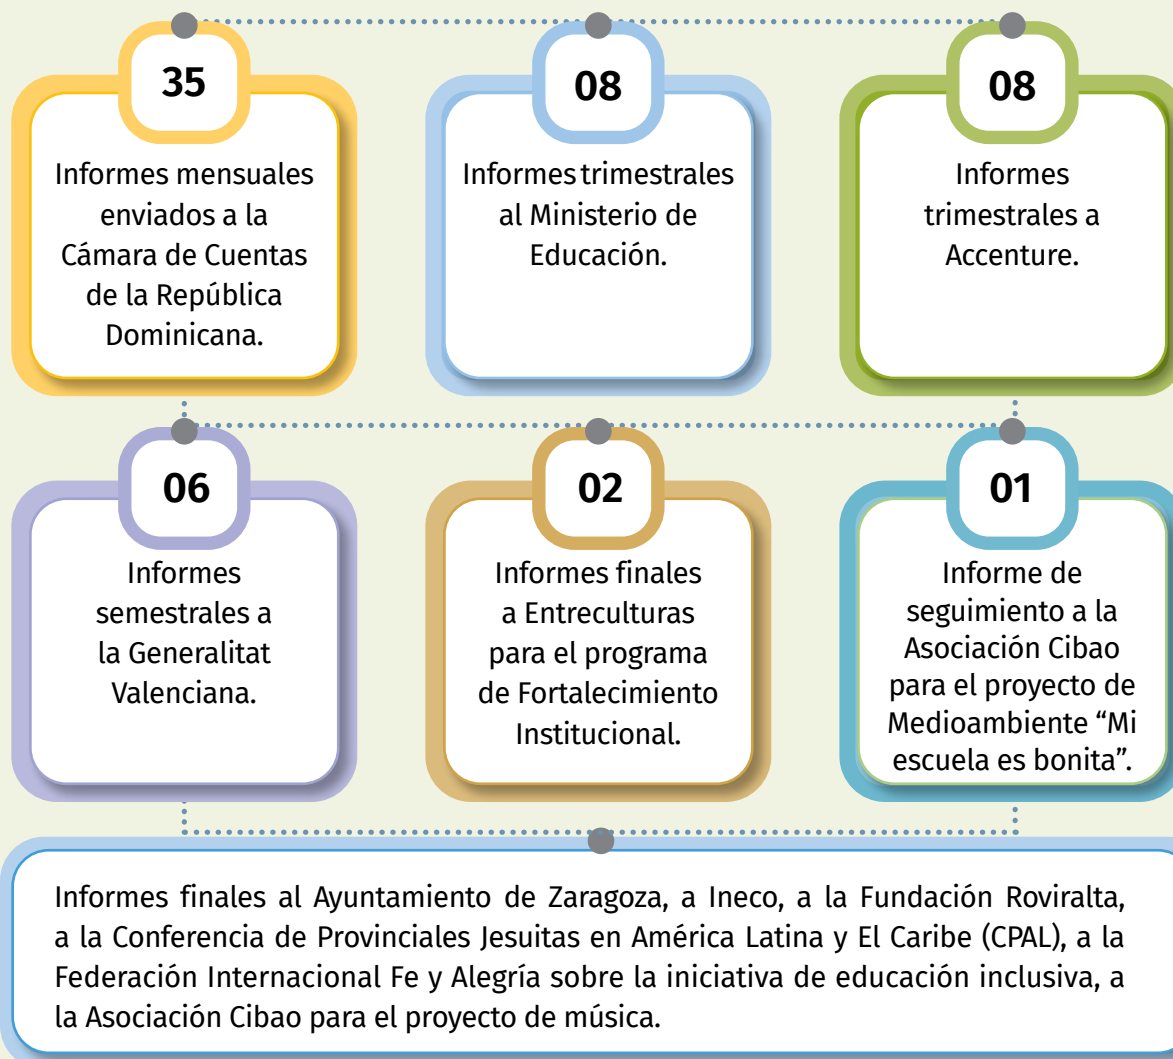 35
Informes mensuales
enviados a la
Cámara de Cuentas
de la República
Dominicana.
08
Informes trimestrales
al Ministerio de
Educación.
08
Informes
trimestrales a
Accenture.
06
Informes
semestrales a
la Generalitat
Valenciana.
02
Informes finales
a Entreculturas
para el programa
de Fortalecimiento
Institucional.
01
Informe de
seguimiento a la
Asociación Cibao
para el proyecto de
Medioambiente “Mi
escuela es bonita”.
Informes finales al Ayuntamiento de Zaragoza, a Ineco, a la Fundación Roviralta,
a la Conferencia de Provinciales Jesuitas en América Latina y El Caribe (CPAL), a la
Federación Internacional Fe y Alegría sobre la iniciativa de educación inclusiva, a
la Asociación Cibao para el proyecto de música.